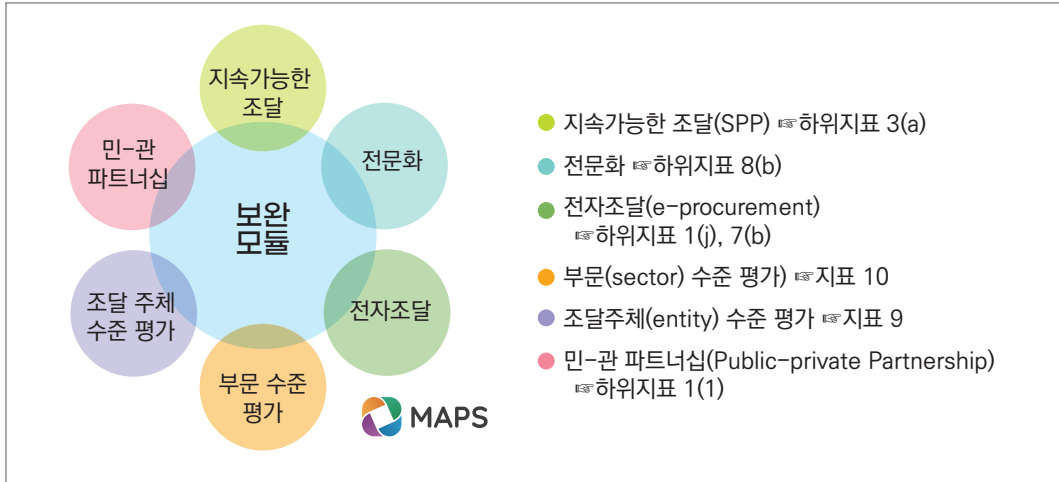 지속가능한
조달
민-관
파트너십
전문화
보완
모듈
조달 주체
수준 평가
전자조달
부문 수준
평가
MAPS
지속가능한 조달(SPP) ☞하위지표 3(a)
전문화 ☞하위지표 8(b)
전자조달(e-procurement)
☞하위지표 1(j), 7(b)
부문(sector) 수준 평가) ☞지표 10
조달주체(entity) 수준 평가 ☞지표 9
민-관 파트너십(Public-private Partnership)
☞하위지표 1(1)